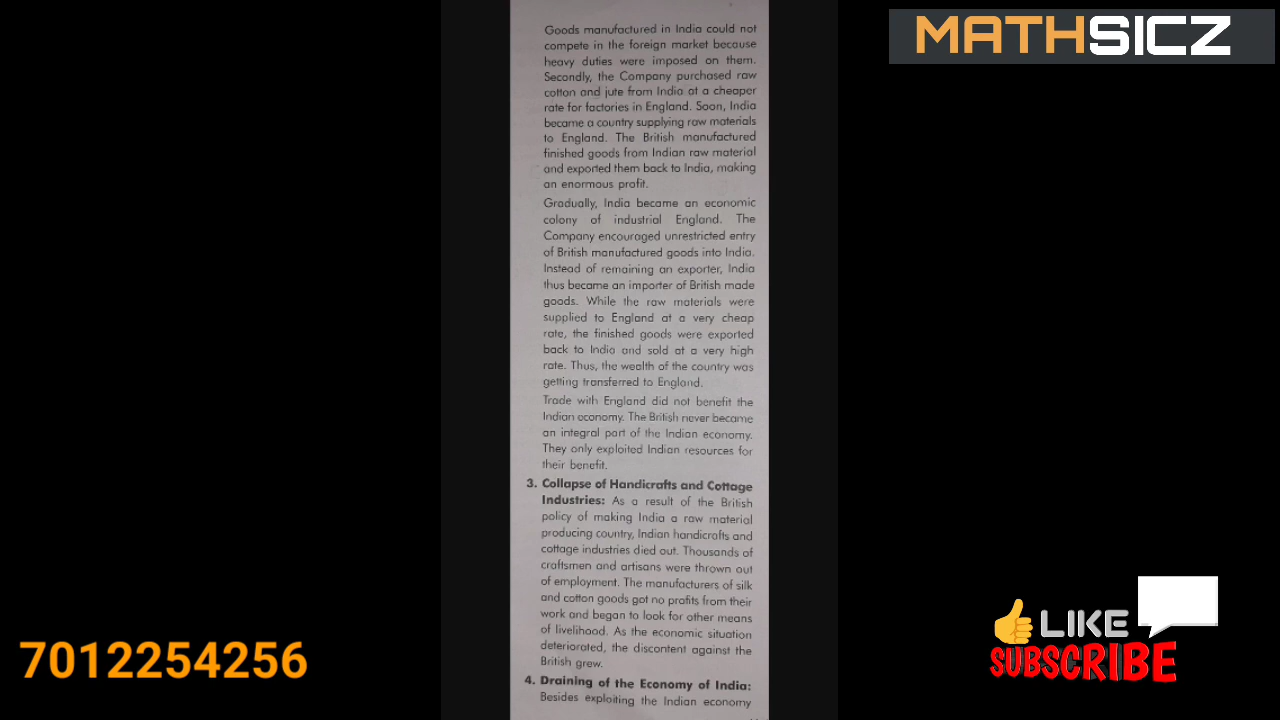 MATHSICZ
Goods manufactured in India could not
compete in the foreign market because
heavy duties were imposed on them.
Secondly, the Company purchased raw
cotton and jute from India at a cheaper
rate for factories in England. Soon, India
became a country supplying raw materials
to England. The British manufactured
finished goods from Indian raw material
and exported them back to India, making
an enormous profit.
Gradually, India became an economic
colony of industrial England. The
Company encouraged unrestricted entry
of British manufactured goods into India.
Instead of remaining an exporter, India
thus became an importer of British made
goods. While the raw materials were
supplied to England at a very cheap
rate, the finished goods were exported
back to India and sold at a very high
rate. Thus, the wealth of the country was
getting transferred to England.
Trade with England did not benefit the
Indian economy. The British never became
an integral part of the Indian economy.
They only exploited Indian resources for
their benefit.
3. Collapse of Handicrafts and Cottage
Industries: As a result of the British
policy of making India a raw material
producing country, Indian handicrafts and
cottage industries died out. Thousands of
craftsmen and artisans were thrown out
of employment. The manufacturers of silk
and cotton goods got no profits from their
work and began to look for other means
of livelihood. As the economic situation
deteriorated, the discontent against the
British grew.
4. Draining of the Economy of India:
Besides exploiting the Indian economy
7012254256
LIKE
SUBSCRIBE